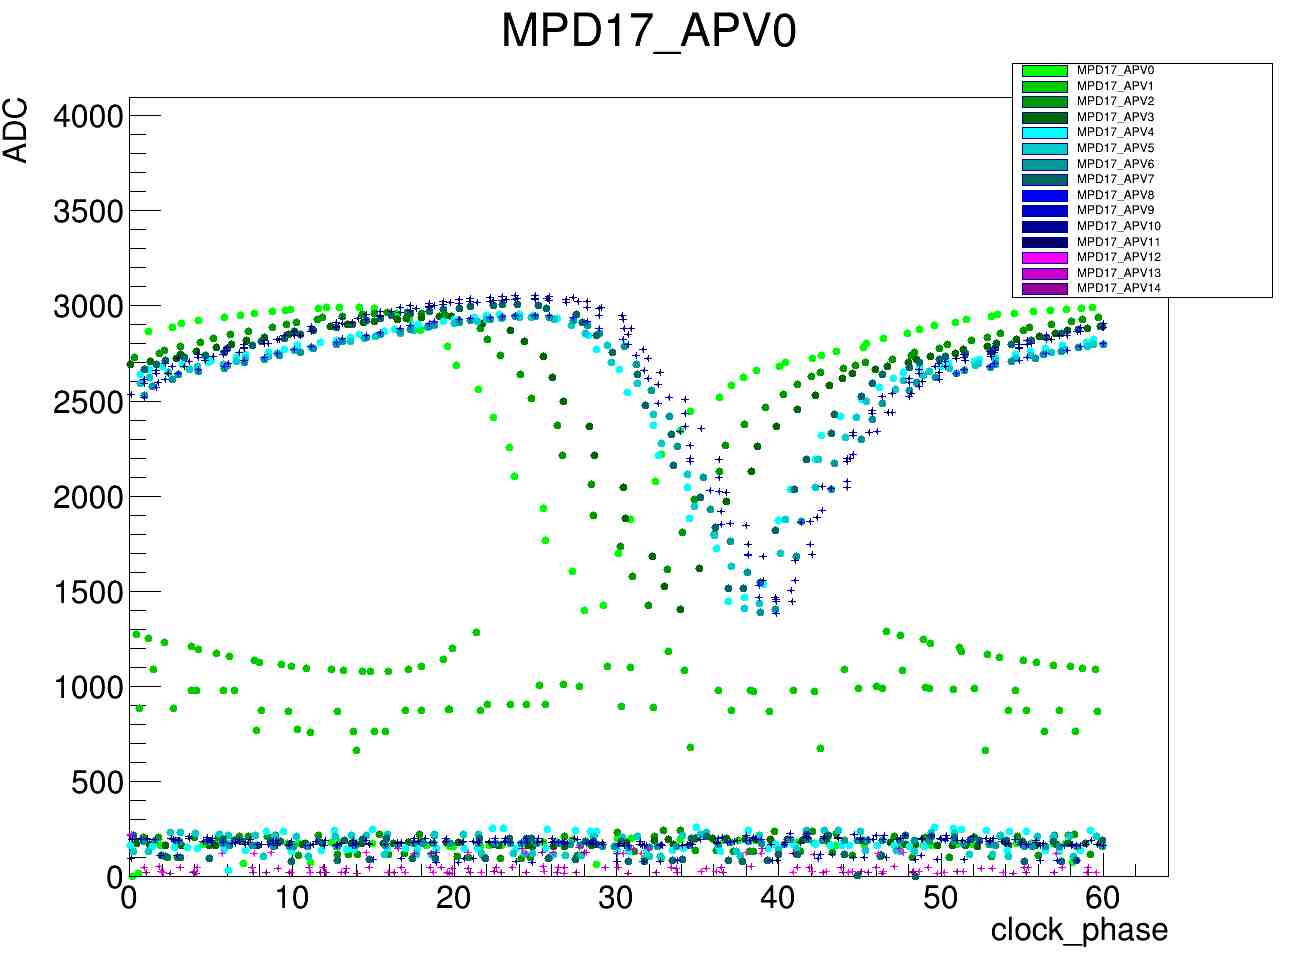 MPD17_APV0
MPD17_APV0
MPD17_APV1
MPD17_APV2
MPD17_APV3
MPD17_APV4
MPD17_APV5
MPD17_APV6
MPD17_APV7
MPD17_APV8
MPD17_APV9
MPD17_APV10
MPD17_APV11
MPD17_APV12
MPD17_APV13
MPD17_APV14
ADC
4000
3500
3000
2500
2000
1500
1000
500
0
0 10 20 30 40 50 60
clock_phase